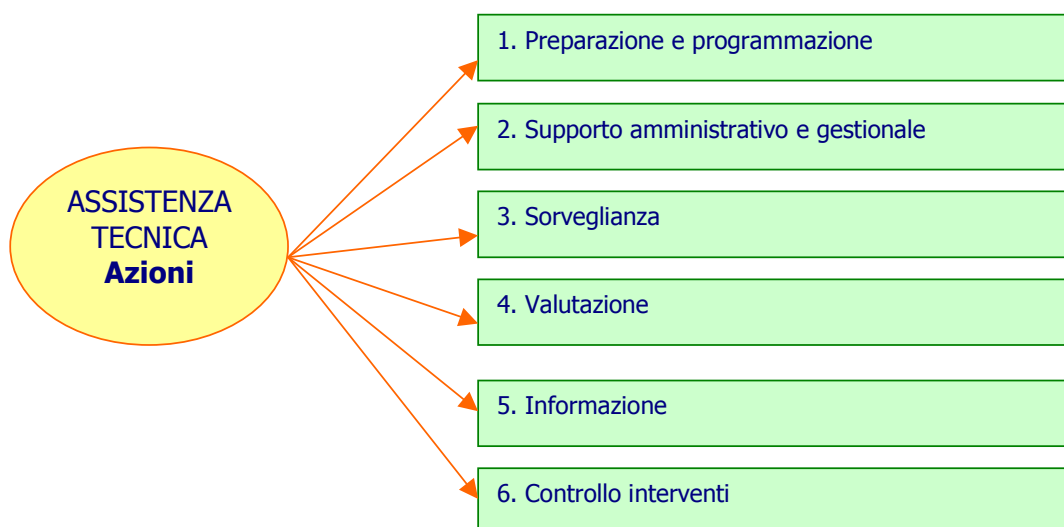 ASSISTENZA
TECNICA
Azioni
1. Preparazione e programmazione
2. Supporto amministrativo e gestionale
3. Sorveglianza
4. Valutazione
5. Informazione
6. Controllo interventi